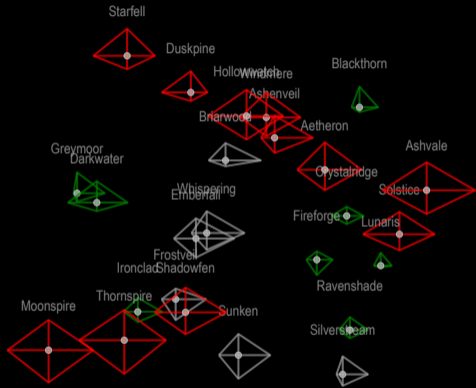 Starfell
Duskpine
Hollowwatch
Windmere
Blackthorn
Ashenveil
Briarwood
Aetheron
Ashvale
Greymoor
Darkwater
Crystalridge
Solstice
Whispering
Emberfall
Fireforge
Lunaris
Frostveil
Ironclad
Shadowfen
Ravenshade
Thornspire
Moonspire
Sunken
Silverstream